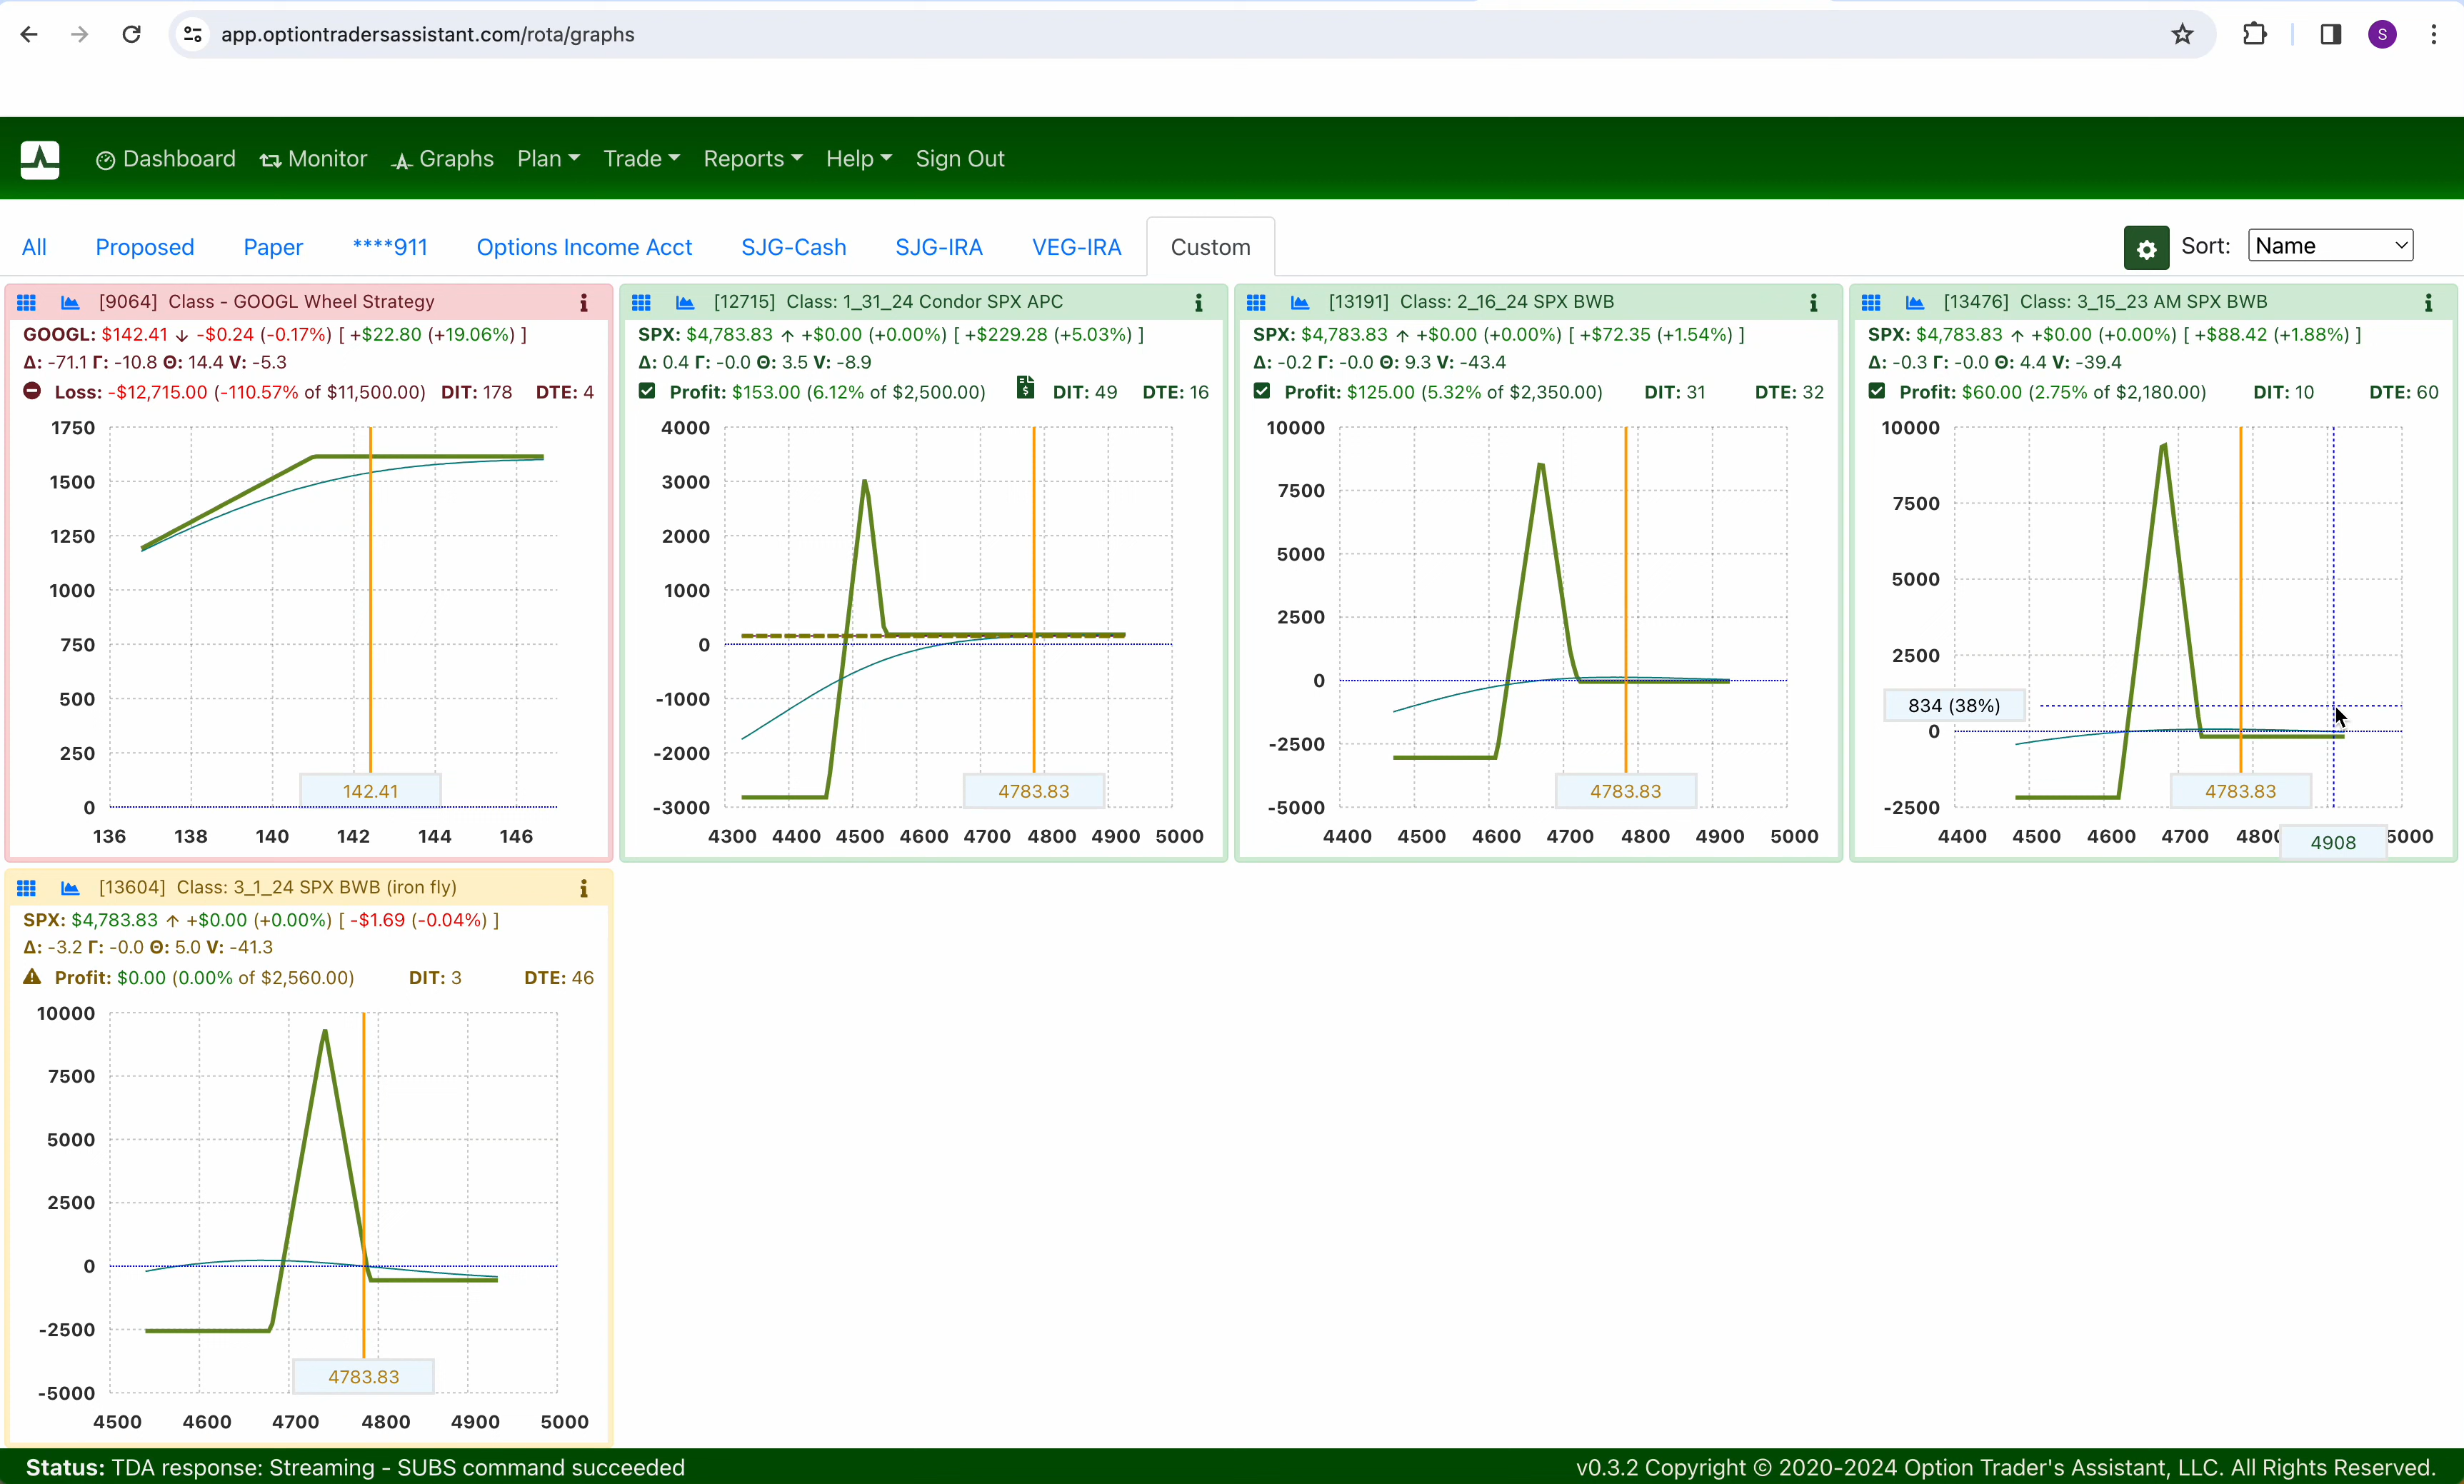 app.optiontradersassistant.com/rota/graphs
S
Dashboard Monitor Graphs Plan Trade Reports Help Sign Out
All Proposed Paper ****911 Options Income Acct SJG-Cash SJG-IRA VEG-IRA Custom Sort: Name
[9064] Class - GOOGL Wheel Strategy
GOOGL: $142.41 ↓ -$0.24 (-0.17%) [ +$22.80 (+19.06%) ]
Δ: -71.1 Γ: -10.8 Θ: 14.4 V: -5.3
Loss: -$12,715.00 (-110.57% of $11,500.00) DIT: 178 DTE: 4
1750
1500
1250
1000
750
500
250
0
142.41
136 138 140 142 144 146
[12715] Class: 1_31_24 Condor SPX APC
SPX: $4,783.83 ↑ +$0.00 (+0.00%) [ +$229.28 (+5.03%) ]
Δ: 0.4 Γ: -0.0 Θ: 3.5 V: -8.9
Profit: $153.00 (6.12% of $2,500.00) DIT: 49 DTE: 16
4000
3000
2000
1000
0
-1000
-2000
-3000
4783.83
4300 4400 4500 4600 4700 4800 4900 5000
[13191] Class: 2_16_24 SPX BWB
SPX: $4,783.83 ↑ +$0.00 (+0.00%) [ +$72.35 (+1.54%) ]
Δ: -0.2 Γ: -0.0 Θ: 9.3 V: -43.4
Profit: $125.00 (5.32% of $2,350.00) DIT: 31 DTE: 32
10000
7500
5000
2500
0
-2500
-5000
4783.83
4400 4500 4600 4700 4800 4900 5000
[13476] Class: 3_15_23 AM SPX BWB
SPX: $4,783.83 ↑ +$0.00 (+0.00%) [ +$88.42 (+1.88%) ]
Δ: -0.3 Γ: -0.0 Θ: 4.4 V: -39.4
Profit: $60.00 (2.75% of $2,180.00) DIT: 10 DTE: 60
10000
7500
5000
2500
834 (38%)
0
-2500
4783.83
4400 4500 4600 4700 4800 4908 5000
[13604] Class: 3_1_24 SPX BWB (iron fly)
SPX: $4,783.83 ↑ +$0.00 (+0.00%) [ -$1.69 (-0.04%) ]
Δ: -3.2 Γ: -0.0 Θ: 5.0 V: -41.3
Profit: $0.00 (0.00% of $2,560.00) DIT: 3 DTE: 46
10000
7500
5000
2500
0
-2500
-5000
4783.83
4500 4600 4700 4800 4900 5000
Status: TDA response: Streaming - SUBS command succeeded
v0.3.2 Copyright © 2020-2024 Option Trader's Assistant, LLC. All Rights Reserved.